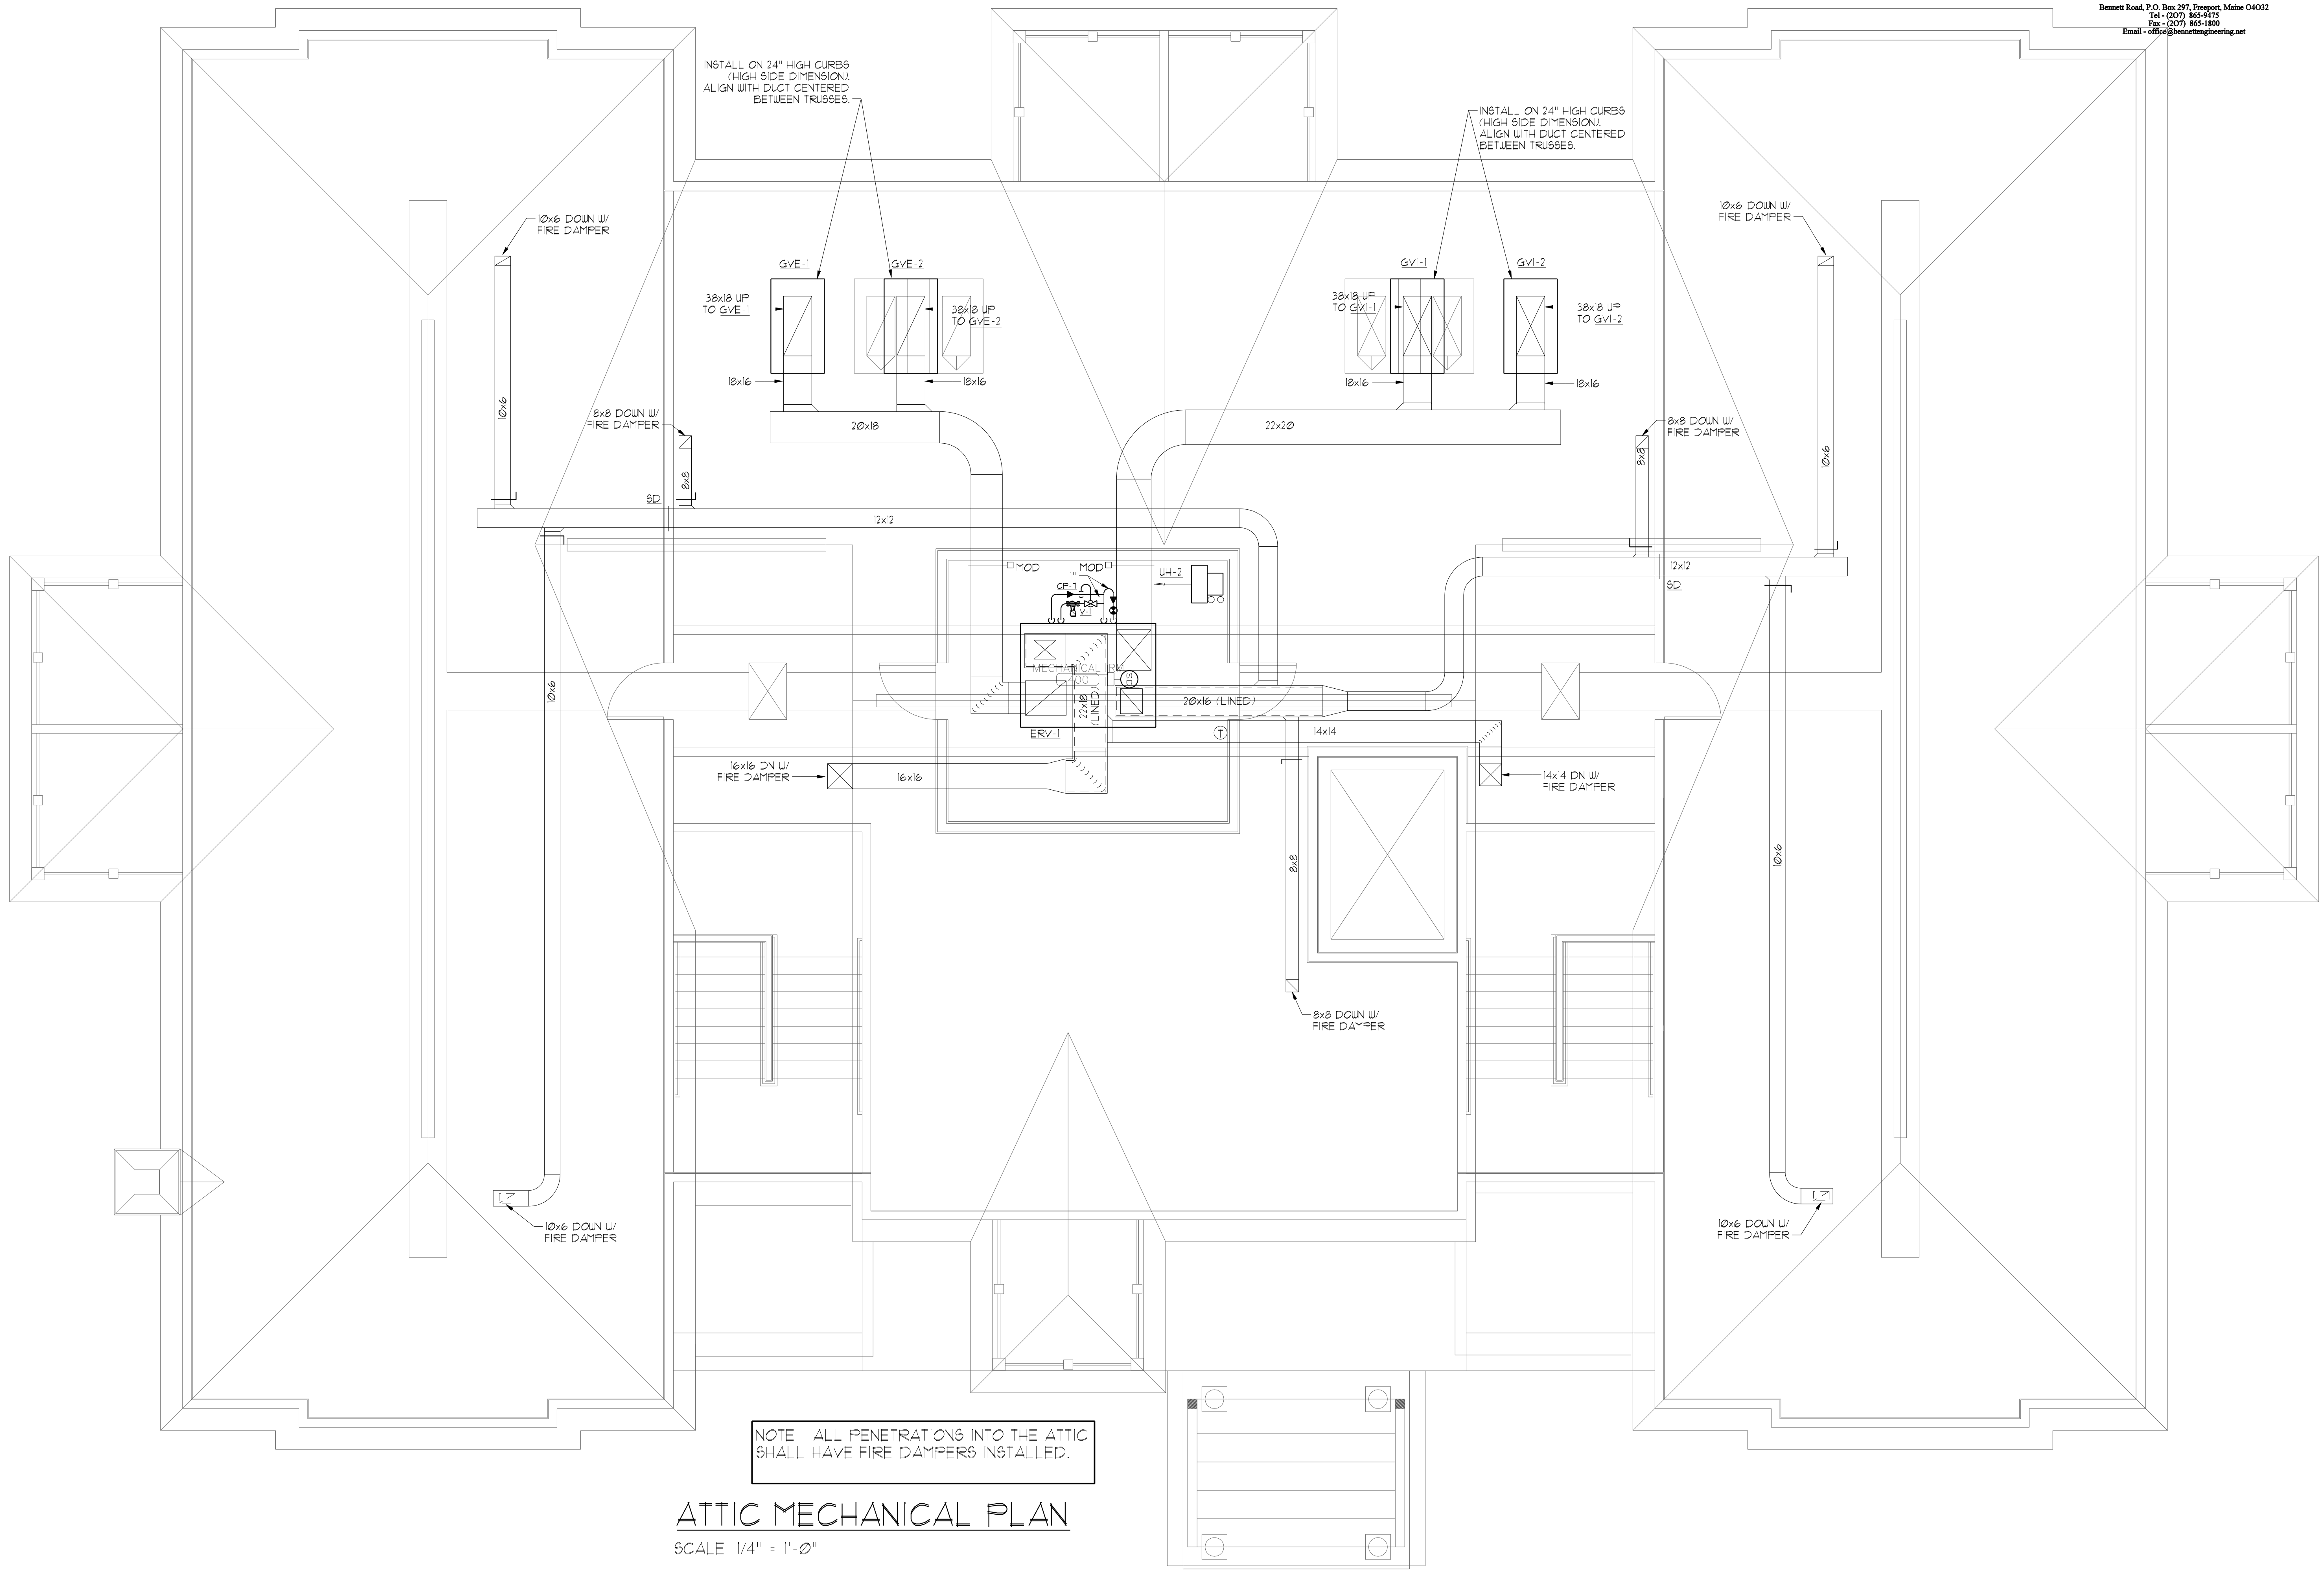 Bennett Road, P.O. Box 297, Freeport, Maine 04032
Tel - (207) 865-9475
Fax - (207) 865-1800
Email - office@bennettengineering.net
INSTALL ON 24" HIGH CURBS
(HIGH SIDE DIMENSION).
ALIGN WITH DUCT CENTERED
BETWEEN TRUSSES.
INSTALL ON 24" HIGH CURBS
(HIGH SIDE DIMENSION).
ALIGN WITH DUCT CENTERED
BETWEEN TRUSSES.
10x6 DOWN W/
FIRE DAMPER
10x6 DOWN W/
FIRE DAMPER
GVE-1
GVE-2
GVI-1
GVI-2
38x18 UP
TO GVE-1
38x18 UP
TO GVE-2
38x18 UP
TO GVI-1
38x18 UP
TO GVI-2
18x16
18x16
18x16
18x16
10x6
8x8 DOWN W/
FIRE DAMPER
20x18
22x20
8x8 DOWN W/
FIRE DAMPER
8x8
8x8
10x6
SD
12x12
12x12
SD
MOD
MOD
1"
UH-2
CP-3
V-1
MECHANICAL RM
400
SD
10x6
22x18
(LINED)
20x16 (LINED)
ERV-1
T
14x14
16x16 DN W/
FIRE DAMPER
16x16
14x14 DN W/
FIRE DAMPER
8x8
10x6
8x8 DOWN W/
FIRE DAMPER
10x6 DOWN W/
FIRE DAMPER
10x6 DOWN W/
FIRE DAMPER
NOTE ALL PENETRATIONS INTO THE ATTIC
SHALL HAVE FIRE DAMPERS INSTALLED.
ATTIC MECHANICAL PLAN
SCALE 1/4" = 1'-0"